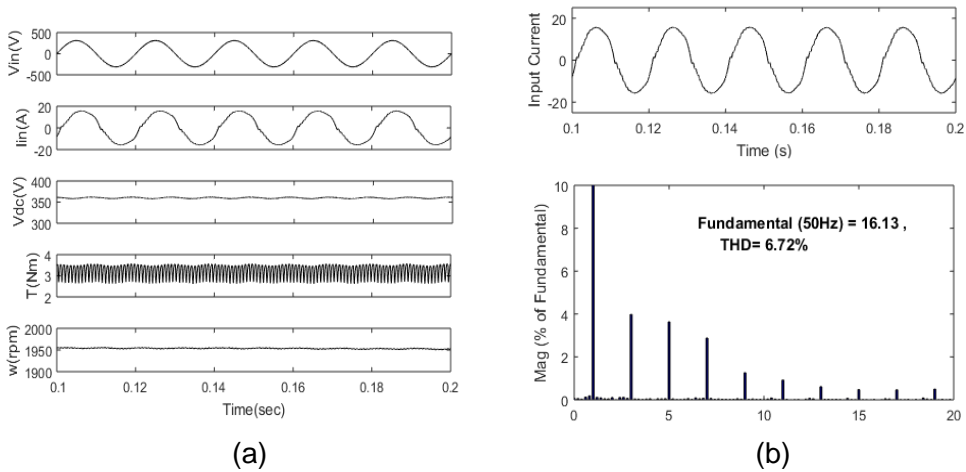 500
0
-500
Vin(V)
20
0
-20
Iin(A)
400
350
300
Vdc(V)
4
3
2
T(Nm)
2000
1950
1900
w(rpm)
0.1 0.12 0.14 0.16 0.18 0.2
Time(sec)
(a)
20
0
-20
Input Current
0.1 0.12 0.14 0.16 0.18 0.2
Time (s)
10
8
6
4
2
0
Mag (% of Fundamental)
Fundamental (50Hz) = 16.13 ,
THD= 6.72%
0 5 10 15 20
(b)